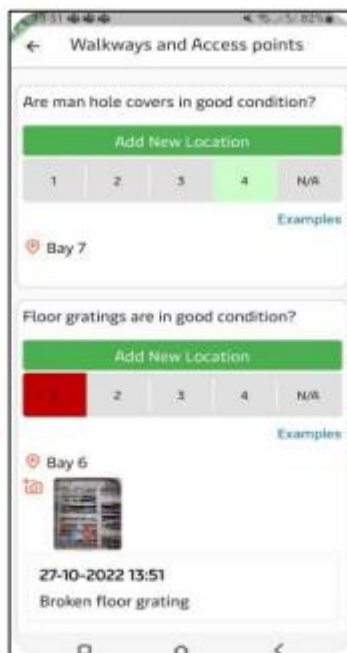 Walkways and Access points
Are man hole covers in good condition?
Add New Location
1 2 3 4 N/A
Examples
Bay 7
Floor gratings are in good condition?
Add New Location
2 3 4 N/A
Examples
Bay 6
27-10-2022 13:51
Broken floor grating